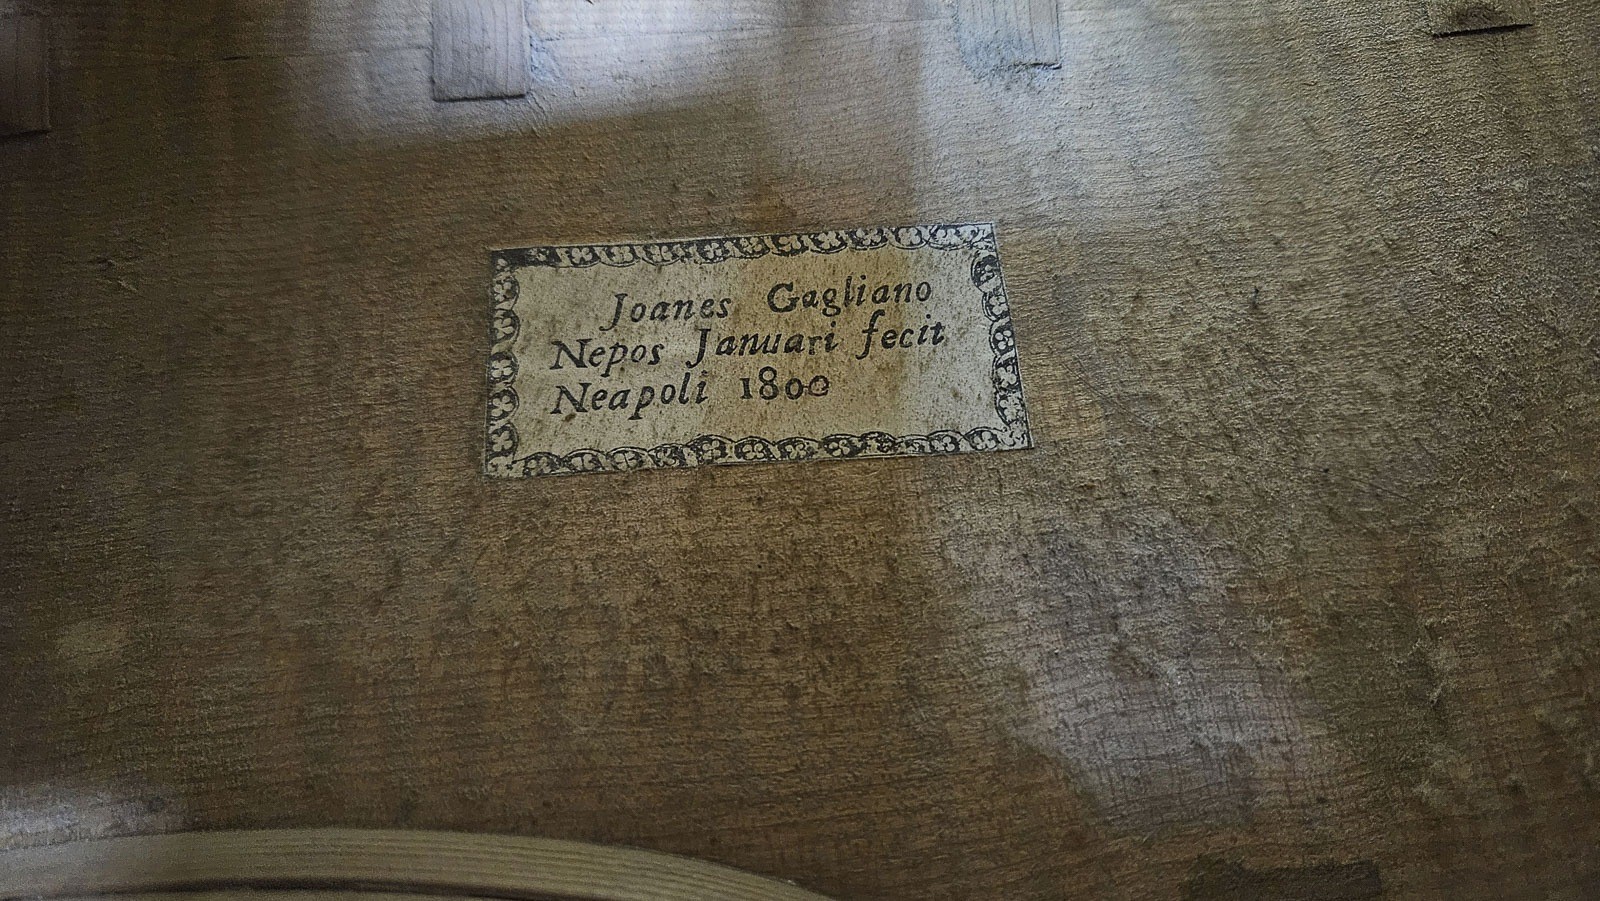 Joanes Gagliano
Nepos Januari fecit
Neapoli 1800